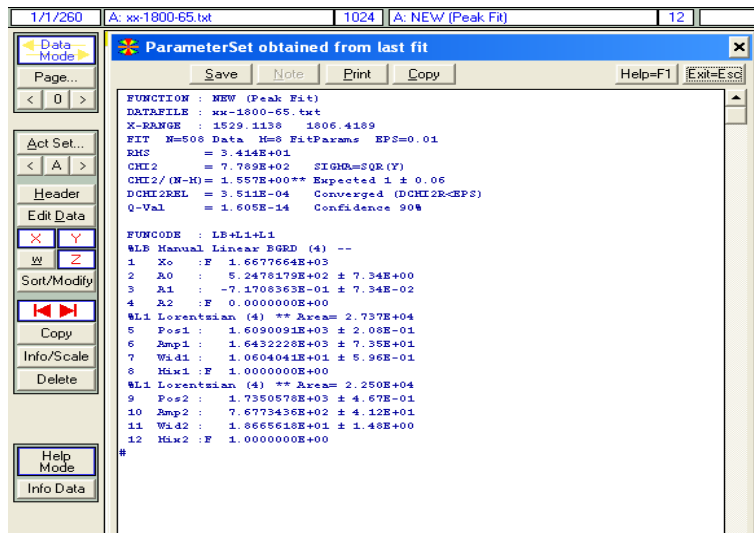 1/1/260 A: xx-1800-65.txt 1024 A: NEW (Peak Fit) 12
Data Mode
Page...
< 0 >
Act Set...
< A >
Header
Edit Data
X Y
w Z
Sort/Modify
Copy
Info/Scale
Delete
Help Mode
Info Data
ParameterSet obtained from last fit
Save Note Print Copy Help=F1 Exit=Esc
FUNCTION : NEW (Peak Fit)
DATAFILE : xx-1800-65.txt
X-RANGE : 1529.1138 1806.4189
FIT N=508 Data M=8 FitParams EPS=0.01
RHS = 3.414E+01
CHI2 = 7.789E+02 SIGMA=SQR(Y)
CHI2/(N-M)= 1.557E+00** Expected 1 ± 0.06
DCHI2REL = 3.511E-04 Converged (DCHI2R<EPS)
Q-Val = 1.605E-14 Confidence 90%
FUNCODE : LB+L1+L1
%LB Manual Linear BGRD (4) --
1 Xo :F 1.6677664E+03
2 A0 : 5.2478179E+02 ± 7.34E+00
3 A1 : -7.1708363E-01 ± 7.34E-02
4 A2 :F 0.0000000E+00
%L1 Lorentzian (4) ** Area= 2.737E+04
5 Pos1 : 1.6090091E+03 ± 2.08E-01
6 Amp1 : 1.6432228E+03 ± 7.35E+01
7 Wid1 : 1.0604041E+01 ± 5.96E-01
8 Mix1 :F 1.0000000E+00
%L1 Lorentzian (4) ** Area= 2.250E+04
9 Pos2 : 1.7350578E+03 ± 4.67E-01
10 Amp2 : 7.6773436E+02 ± 4.12E+01
11 Wid2 : 1.8665618E+01 ± 1.48E+00
12 Mix2 :F 1.0000000E+00
#